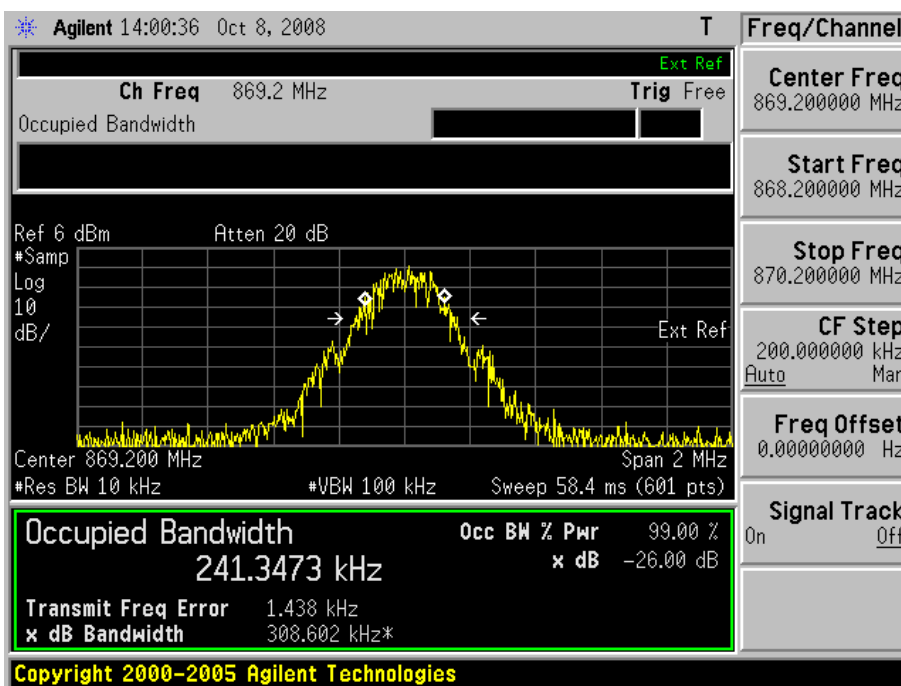 Agilent 14:00:36 Oct 8, 2008 T
Freq/Channel
Ext Ref
Ch Freq 869.2 MHz Trig Free
Occupied Bandwidth
Center Freq
869.200000 MHz
Start Freq
868.200000 MHz
Stop Freq
870.200000 MHz
CF Step
200.000000 kHz
Auto Man
Freq Offset
0.00000000 Hz
Signal Track
On Off
Ref 6 dBm Atten 20 dB
#Samp
Log
10
dB/
Ext Ref
Center 869.200 MHz Span 2 MHz
#Res BW 10 kHz #VBW 100 kHz Sweep 58.4 ms (601 pts)
Occupied Bandwidth
241.3473 kHz
Occ BW % Pwr 99.00 %
x dB -26.00 dB
Transmit Freq Error 1.438 kHz
x dB Bandwidth 308.602 kHz*
Copyright 2000-2005 Agilent Technologies